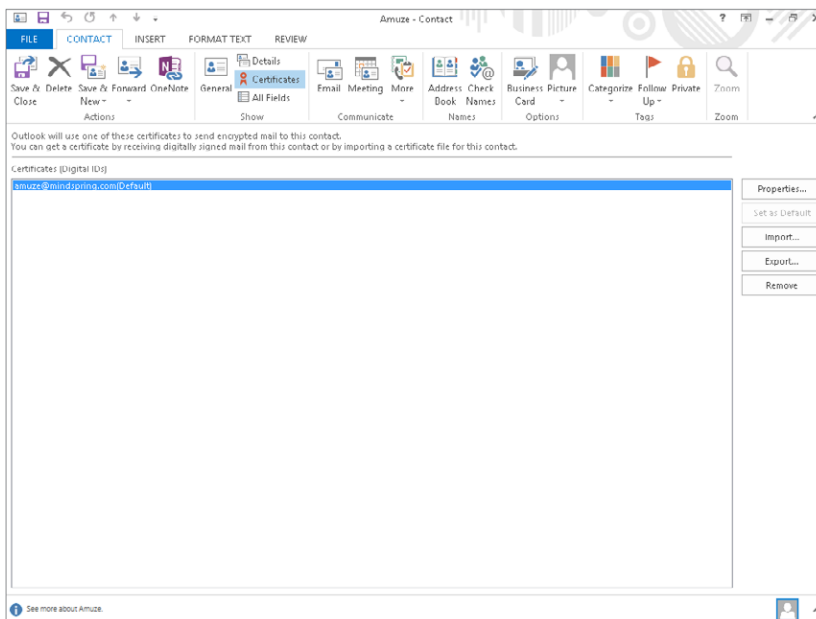 Amuze - Contact
?
FILE CONTACT INSERT FORMAT TEXT REVIEW
Save & Close
Delete
Save & New
Forward
OneNote
Actions
General
Details
Certificates
All Fields
Show
Email
Meeting
More
Communicate
Address Book
Check Names
Names
Business Card
Picture
Options
Categorize
Follow Up
Private
Tags
Zoom
Zoom
Outlook will use one of these certificates to send encrypted mail to this contact.
You can get a certificate by receiving digitally signed mail from this contact or by importing a certificate file for this contact.
Certificates (Digital IDs)
amuze@mindspring.com(Default)
Properties...
Set as Default
Import...
Export...
Remove
See more about Amuze.